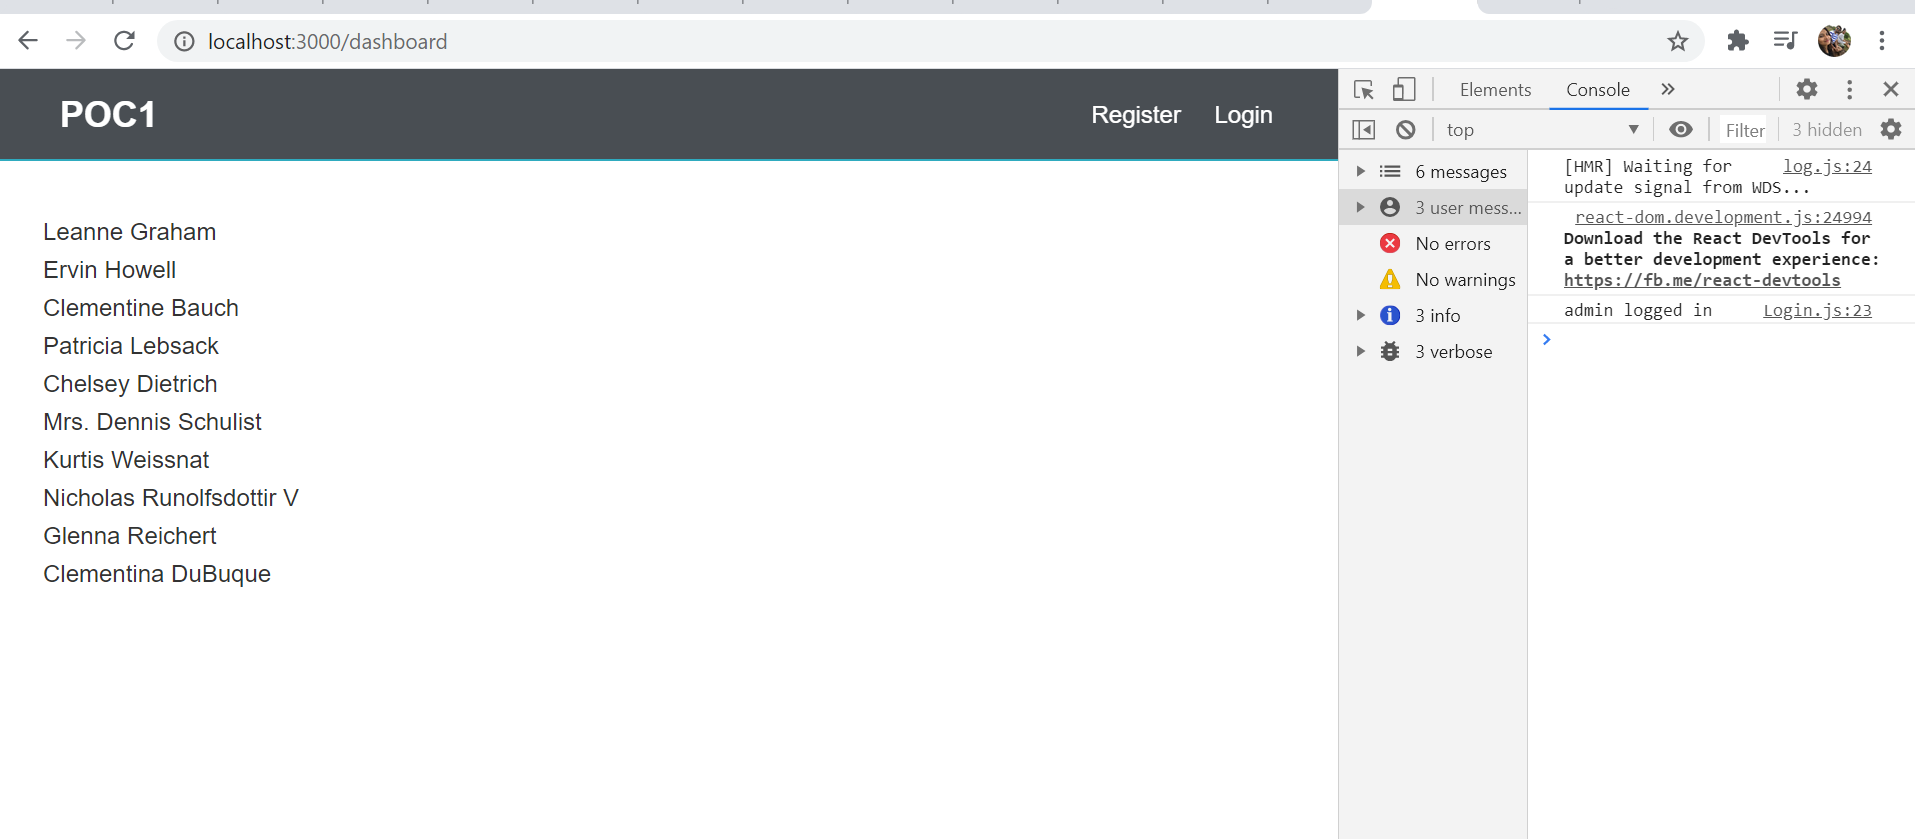 localhost:3000/dashboard
POC1
Register Login
Leanne Graham
Ervin Howell
Clementine Bauch
Patricia Lebsack
Chelsey Dietrich
Mrs. Dennis Schulist
Kurtis Weissnat
Nicholas Runolfsdottir V
Glenna Reichert
Clementina DuBuque
Elements Console
top Filter 3 hidden
6 messages
3 user mess...
No errors
No warnings
3 info
3 verbose
[HMR] Waiting for log.js:24
update signal from WDS...
react-dom.development.js:24994
Download the React DevTools for
a better development experience:
https://fb.me/react-devtools
admin logged in Login.js:23